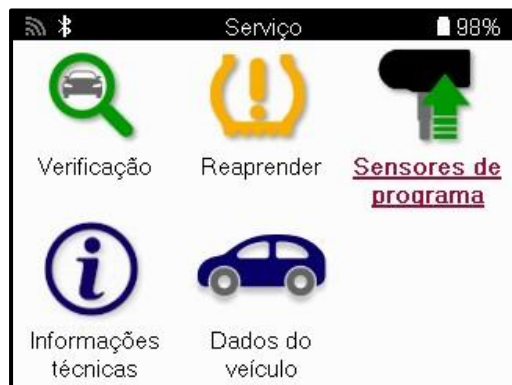 Serviço
98%
Verificação
Reaprender
Sensores de
programa
Informações
técnicas
Dados do
veículo